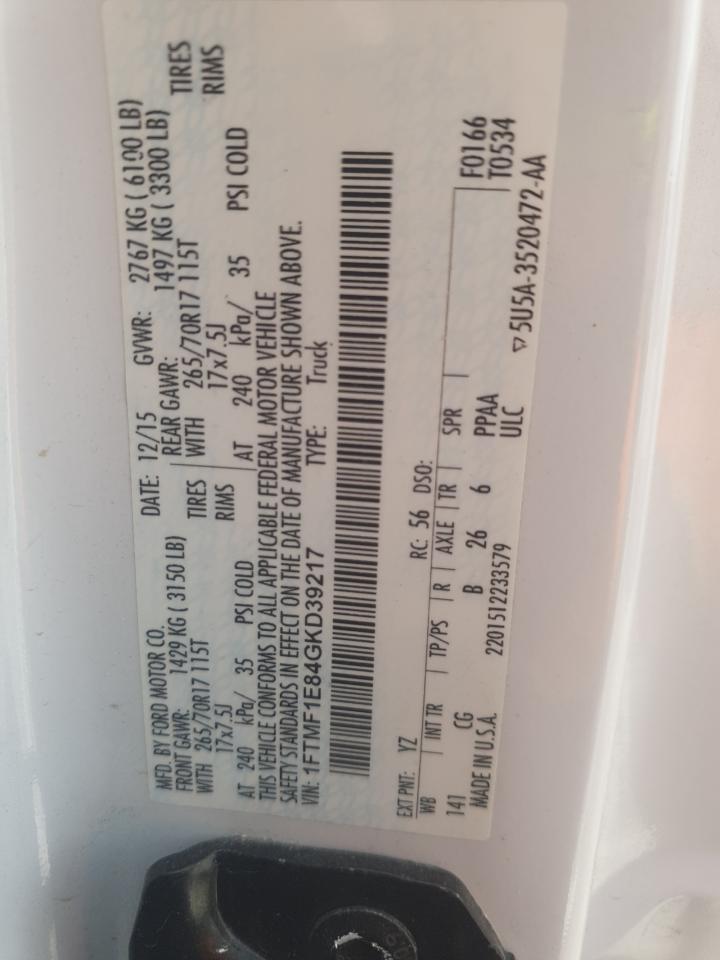 MFD. BY FORD MOTOR CO.
DATE: 12/15 GVWR: 2767 KG ( 6100 LB)
FRONT GAWR: 1429 KG ( 3150 LB)
REAR GAWR: 1497 KG ( 3300 LB)
WITH 265/70R17 115T TIRES
WITH 265/70R17 115T TIRES
17x7.5J RIMS
17x7.5J RIMS
AT 240 kPa/ 35 PSI COLD
AT 240 kPa/ 35 PSI COLD
THIS VEHICLE CONFORMS TO ALL APPLICABLE FEDERAL MOTOR VEHICLE
SAFETY STANDARDS IN EFFECT ON THE DATE OF MANUFACTURE SHOWN ABOVE.
VIN: 1FTMF1E84GKD39217 TYPE: Truck
EXT PNT: YZ RC: 56 DSO: F0166
WB INT TR TP/PS R AXLE TR SPR T0534
141 CG B 26 6 PPAA
MADE IN U.S.A. 2201512233579 ULC
▽5U5A-3520472-AA